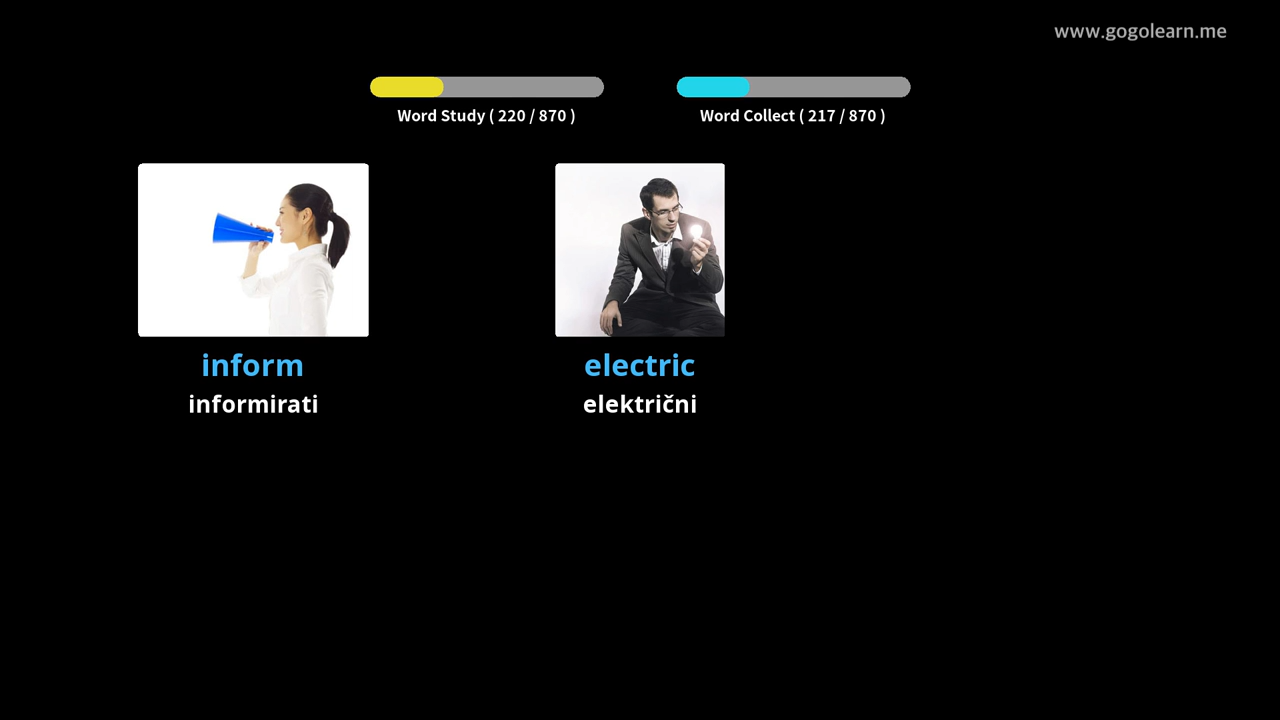 www.gogolearn.me
Word Study ( 220 / 870 )
Word Collect ( 217 / 870 )
inform
electric
informirati
električni